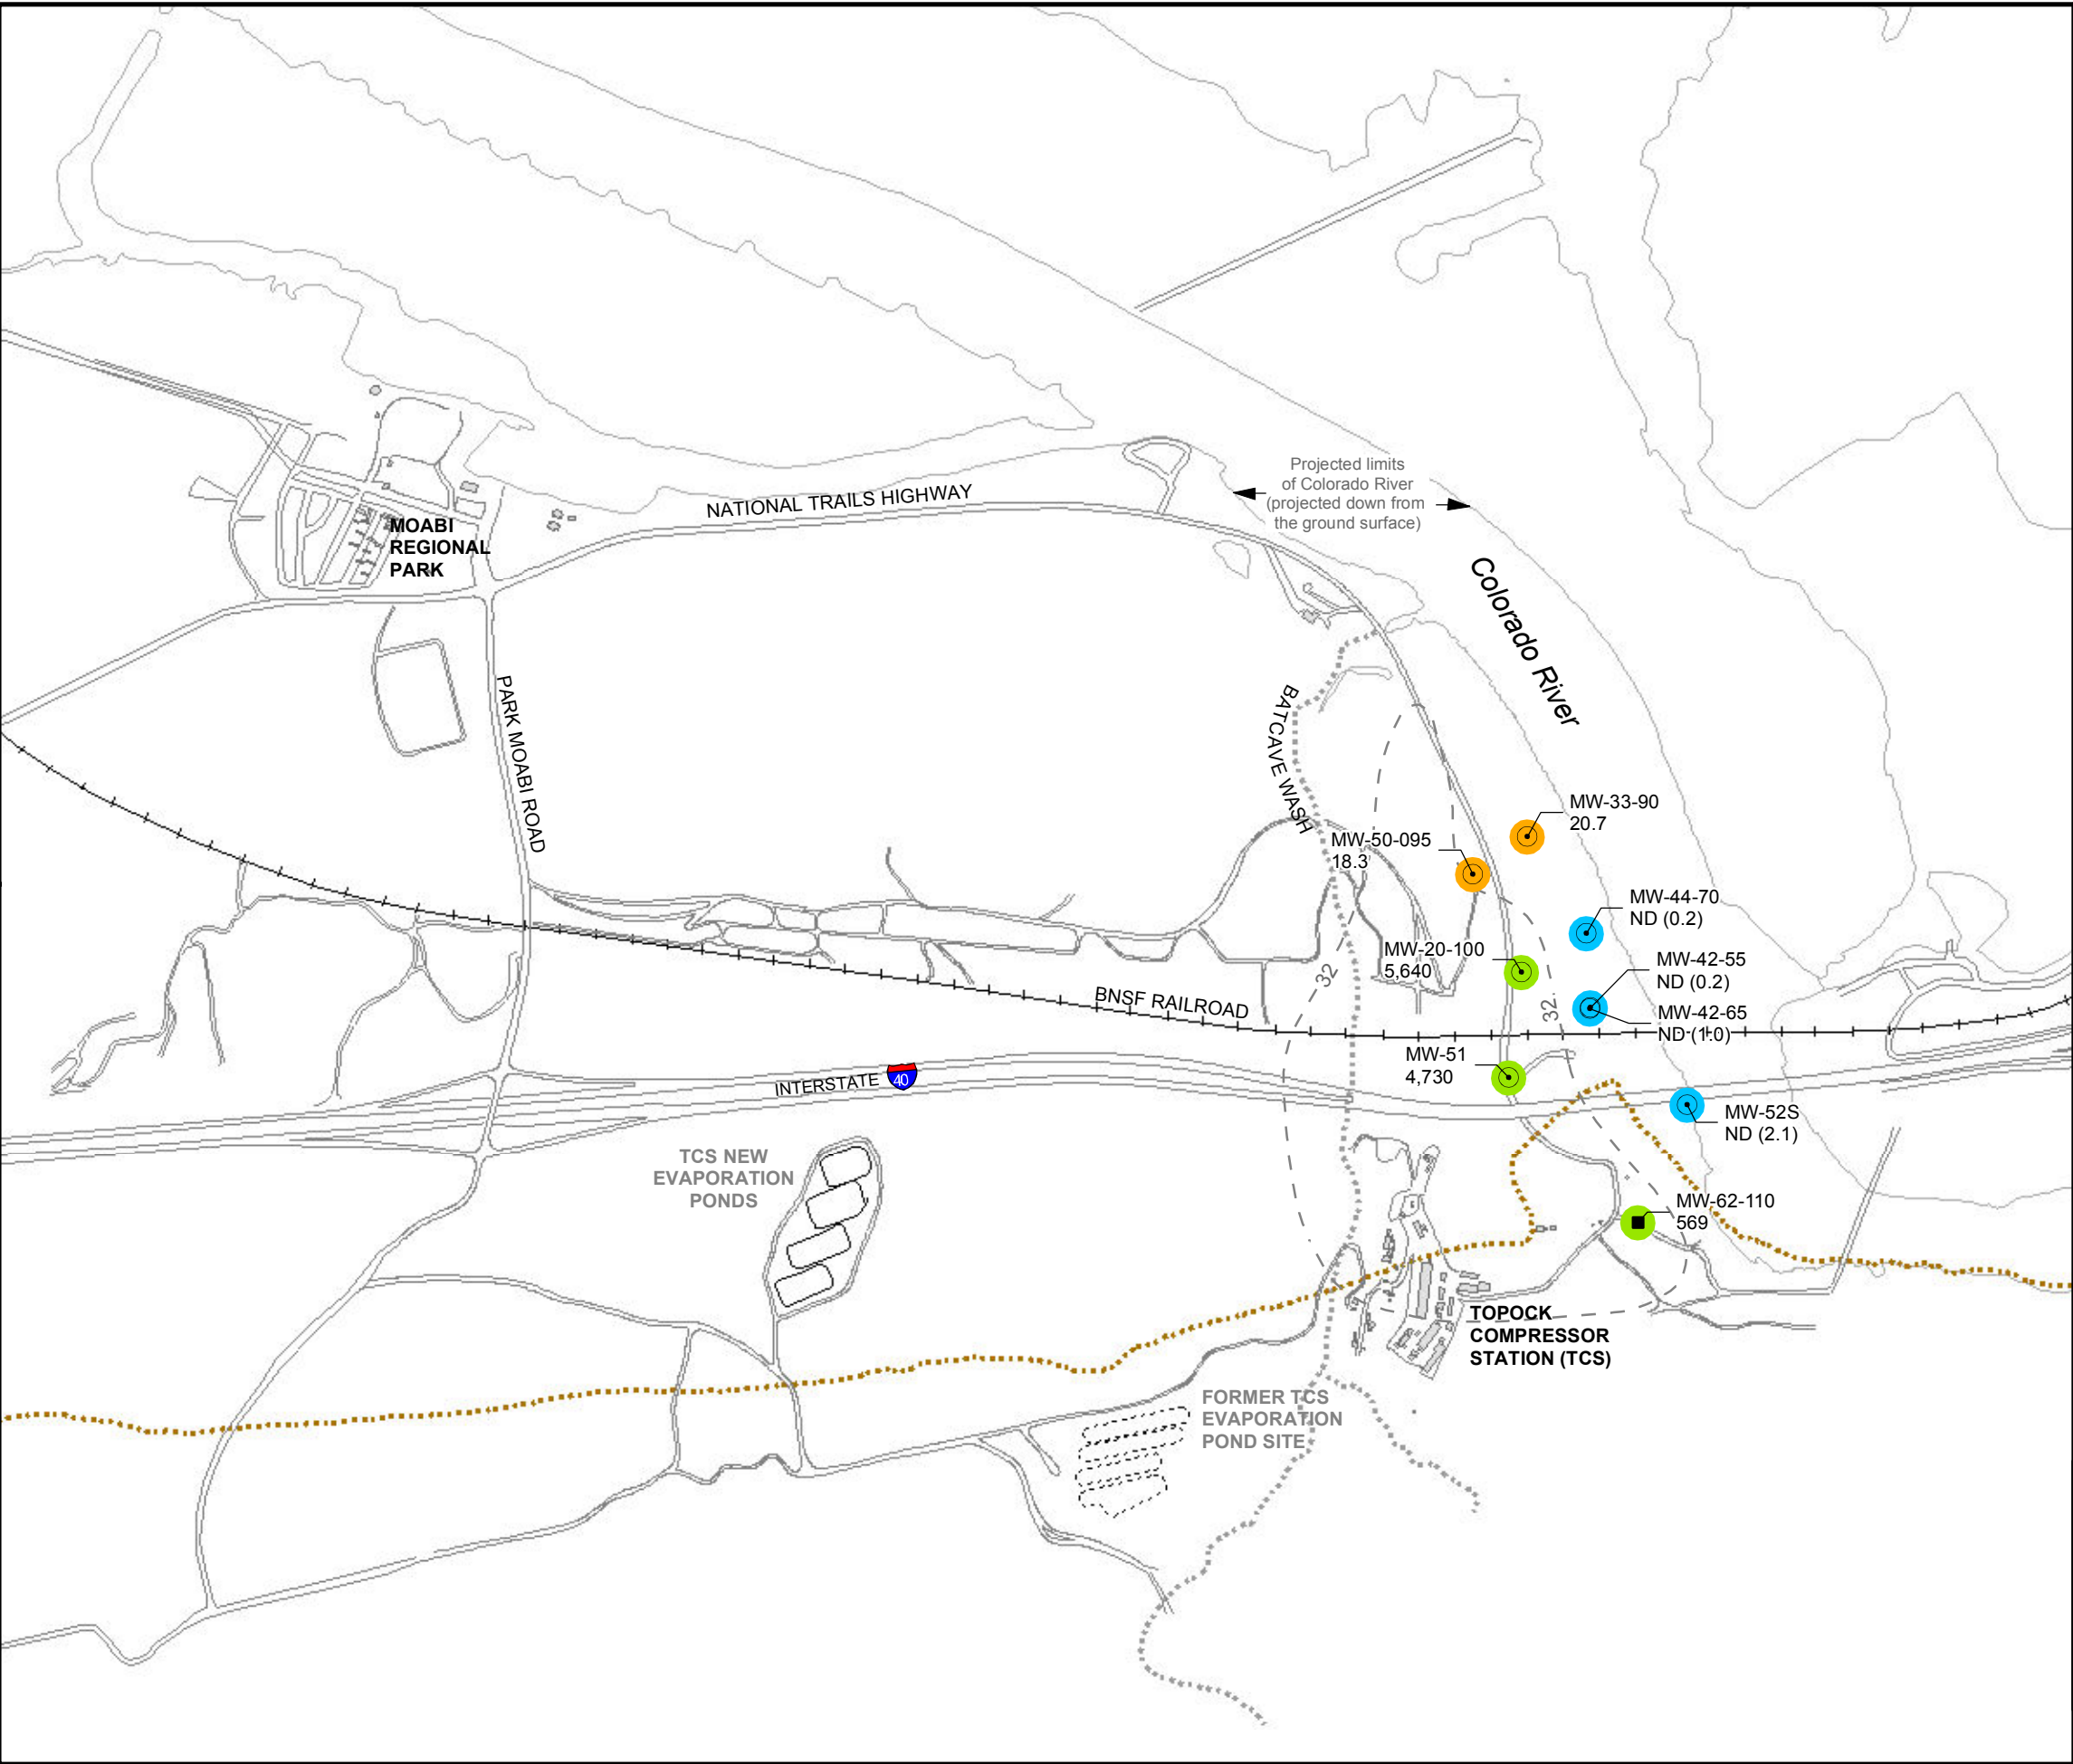 Projected limits
of Colorado River
(projected down from
the ground surface)
NATIONAL TRAILS HIGHWAY
MOABI
REGIONAL
PARK
Colorado River
PARK MOABI ROAD
BATCAVE WASH
MW-33-90
20.7
MW-50-095
18.3
MW-44-70
ND (0.2)
MW-20-100
5,640
MW-42-55
ND (0.2)
32
32
MW-42-65
ND (1.0)
BNSF RAILROAD
MW-51
4,730
INTERSTATE 40
MW-52S
ND (2.1)
TCS NEW
EVAPORATION
PONDS
MW-62-110
569
TOPOCK
COMPRESSOR
STATION (TCS)
FORMER TCS
EVAPORATION
POND SITE